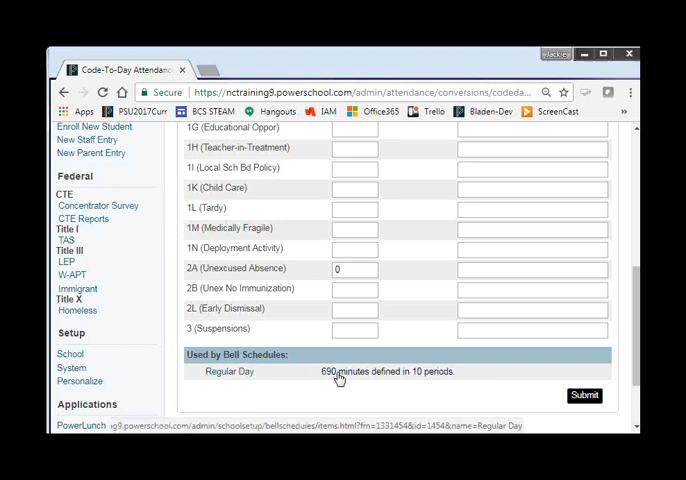 Jackie
Code-To-Day Attendanc
Secure https://nctraining9.powerschool.com/admin/attendance/conversions/codeda...
Apps PSU2017Curr BCS STEAM Hangouts IAM Office365 Trello Bladen-Dev ScreenCast »
Enroll New Student
New Staff Entry
New Parent Entry
Federal
CTE
Concentrator Survey
CTE Reports
Title I
TAS
Title III
LEP
W-APT
Immigrant
Title X
Homeless
Setup
School
System
Personalize
Applications
PowerLunch
1G (Educational Oppor)
1H (Teacher-in-Treatment)
1I (Local Sch Bd Policy)
1K (Child Care)
1L (Tardy)
1M (Medically Fragile)
1N (Deployment Activity)
2A (Unexcused Absence) 0
2B (Unex No Immunization)
2L (Early Dismissal)
3 (Suspensions)
Used by Bell Schedules:
Regular Day 690 minutes defined in 10 periods.
Submit
g9.powerschool.com/admin/schoolsetup/bellschedules/items.html?frn=1331454&id=1454&name=Regular Day